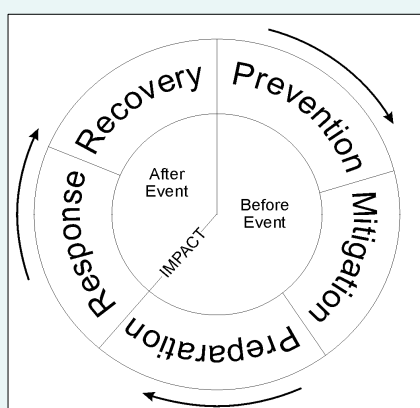 Prevention
Mitigation
Preparation
Response
Recovery
After
Event
Before
Event
IMPACT